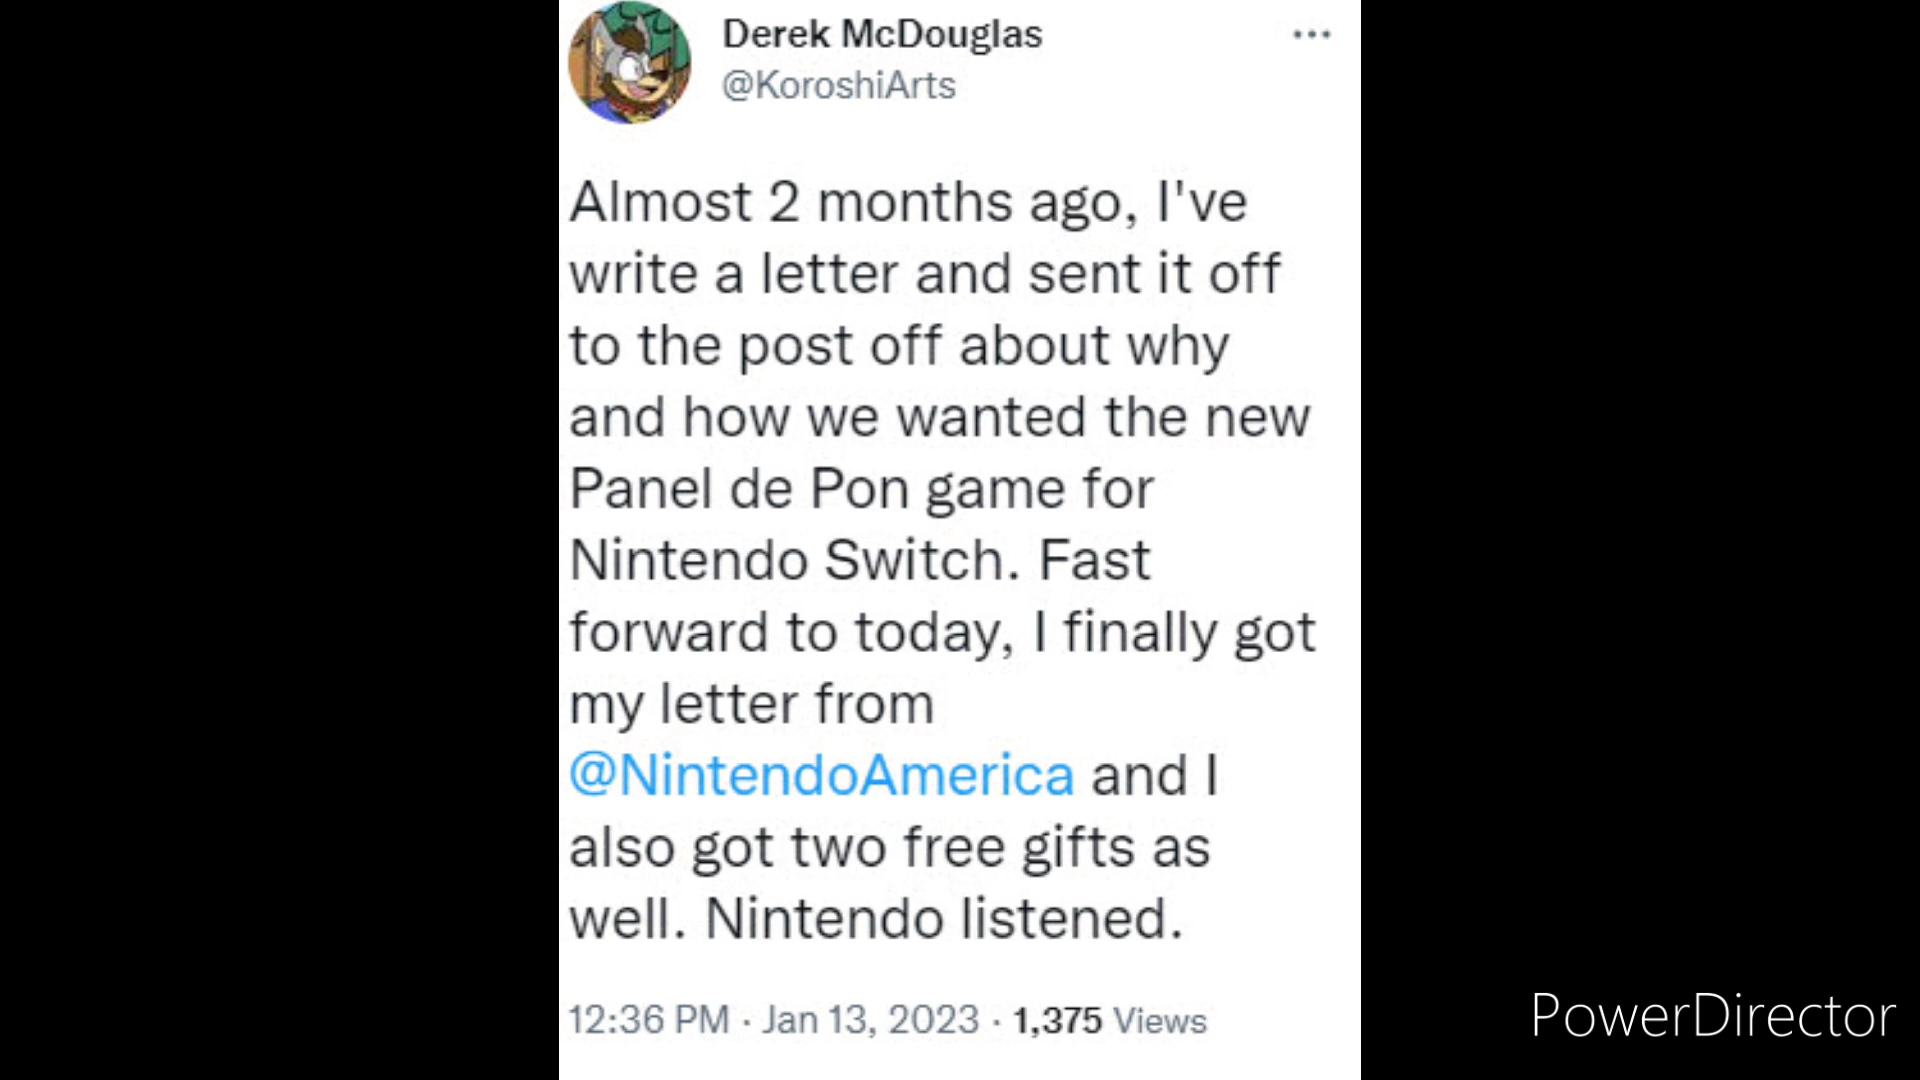 Derek McDouglas
@KoroshiArts
Almost 2 months ago, I've
write a letter and sent it off
to the post off about why
and how we wanted the new
Panel de Pon game for
Nintendo Switch. Fast
forward to today, I finally got
my letter from
@NintendoAmerica and I
also got two free gifts as
well. Nintendo listened.
12:36 PM · Jan 13, 2023 · 1,375 Views
PowerDirector